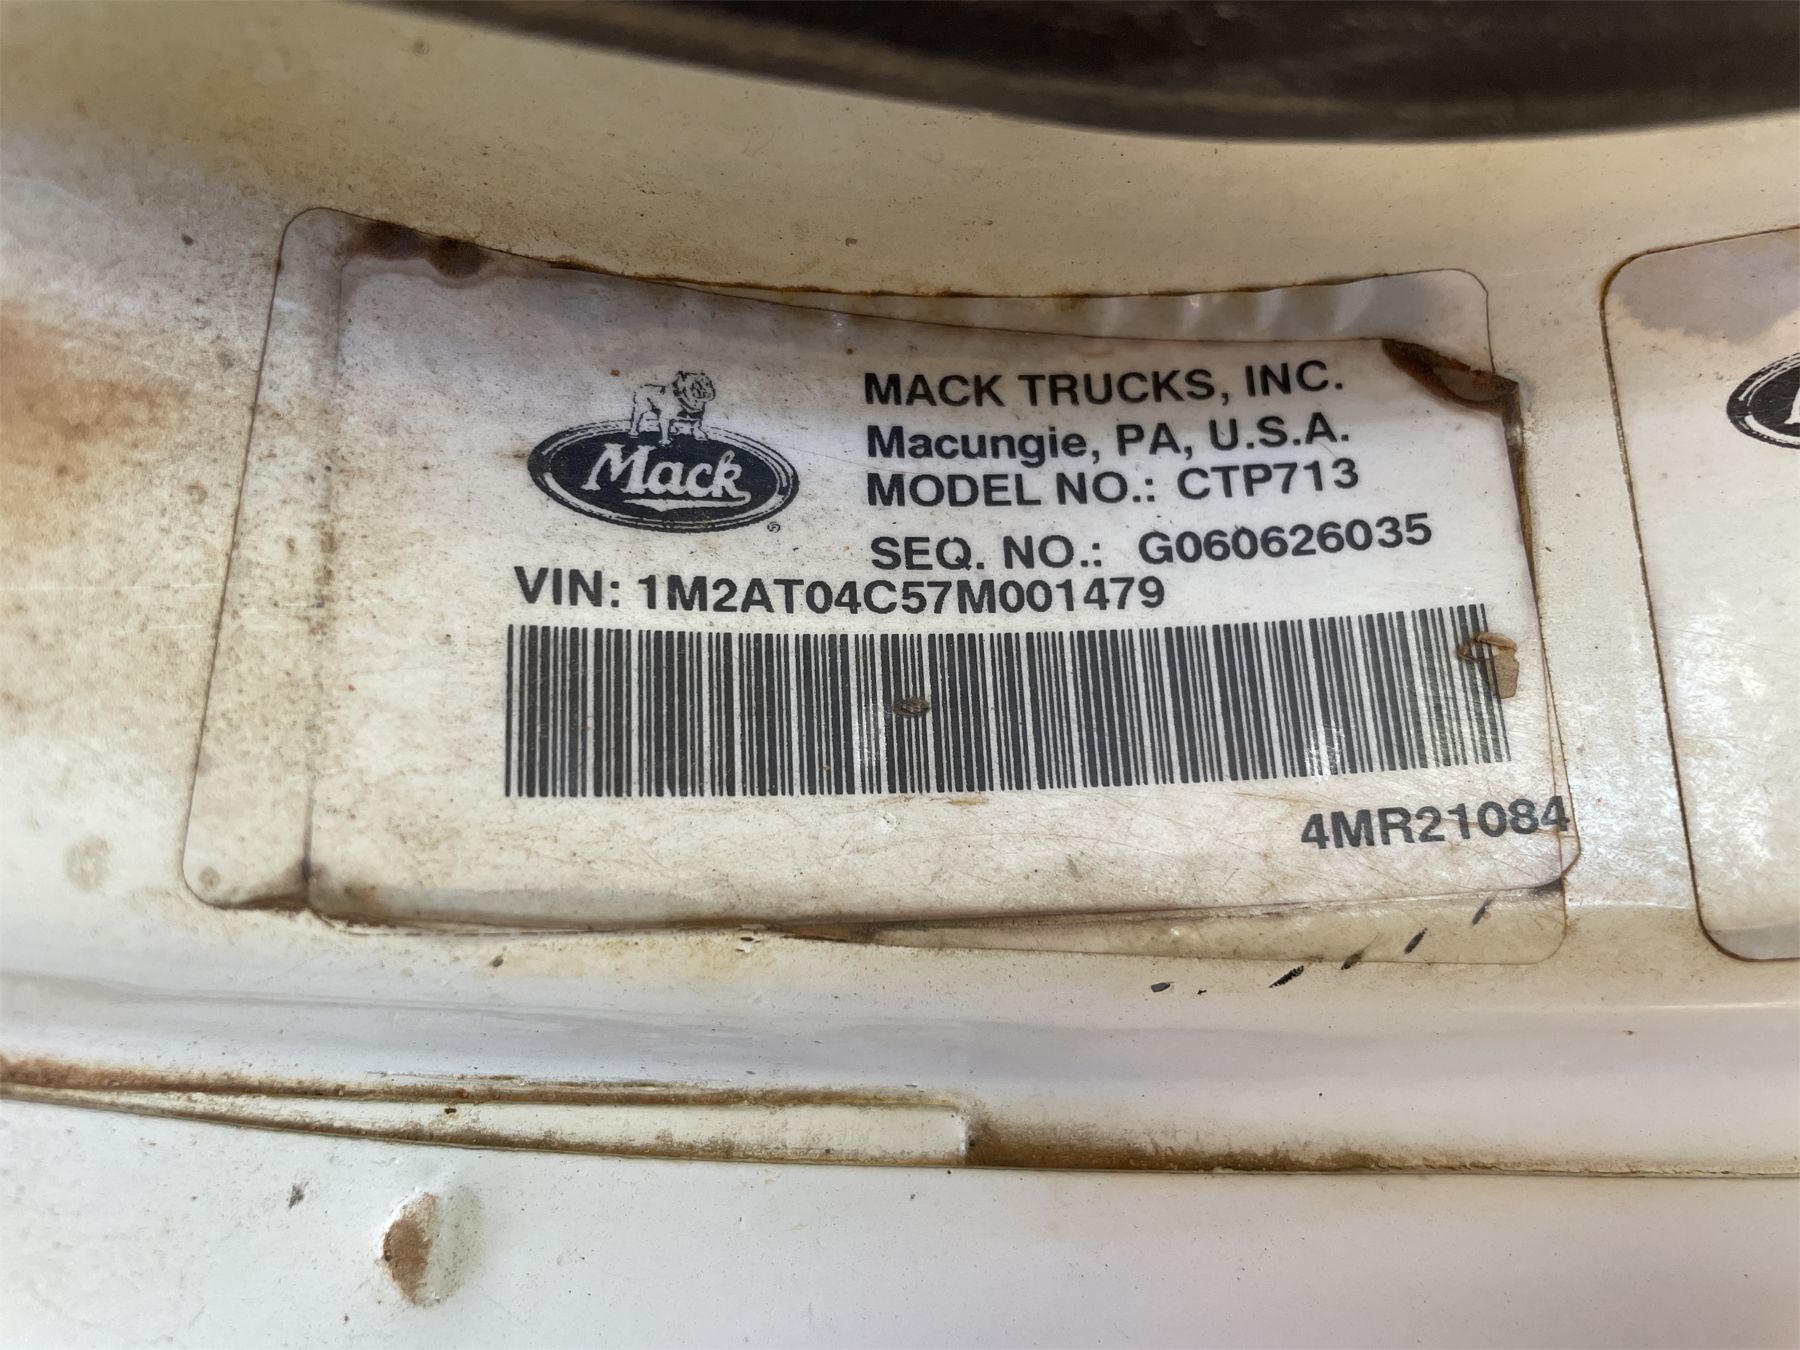 Mack
®
MACK TRUCKS, INC.
Macungie, PA, U.S.A.
MODEL NO.: CTP713
SEQ. NO.: G060626035
VIN: 1M2AT04C57M001479
4MR21084